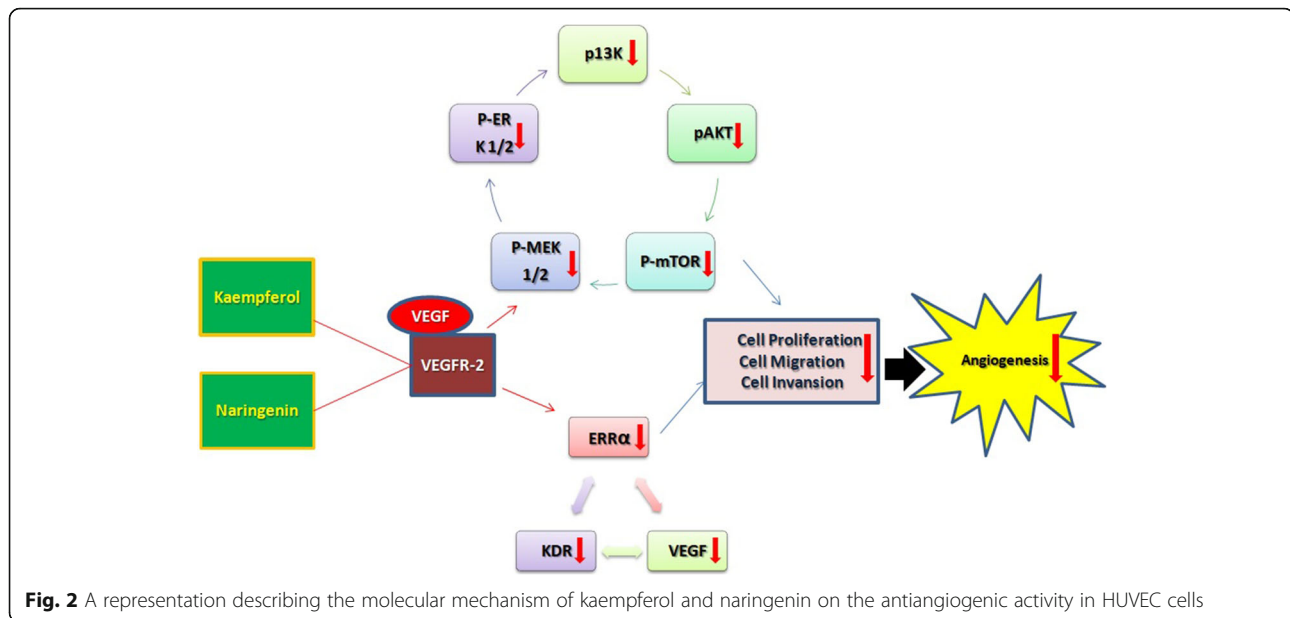 p13K
P-ER
K 1/2
pAKT
P-MEK
1/2
P-mTOR
Kaempferol
VEGF
VEGFR-2
Naringenin
Cell Proliferation
Cell Migration
Cell Invansion
Angiogenesis
ERRα
KDR
VEGF
Fig. 2 A representation describing the molecular mechanism of kaempferol and naringenin on the antiangiogenic activity in HUVEC cells